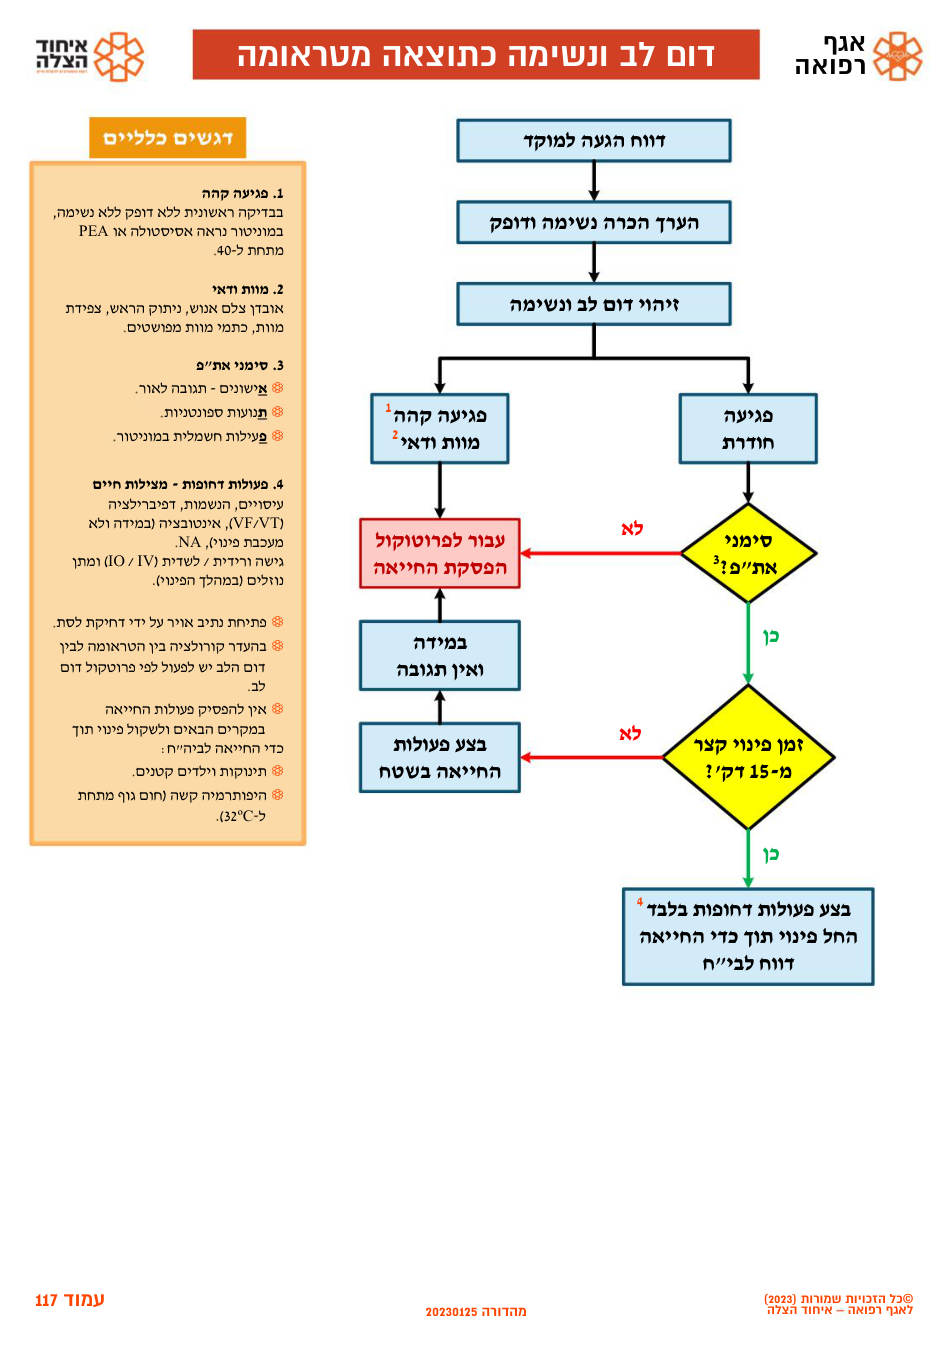 אגף
רפואה
דום לב ונשימה כתוצאה מטראומה
איחוד
הצלה
דווח הגעה למוקד
הערך הכרה נשימה ודופק
זיהוי דום לב ונשימה
פגיעה
חודרת
פגיעה קהה1
מוות ודאי2
סימני
את"פ?3
לא
עבור לפרוטוקול
הפסקת החייאה
כן
במידה
ואין תגובה
זמן פינוי קצר
מ-15 דק'?
לא
בצע פעולות
החייאה בשטח
כן
בצע פעולות דחופות בלבד4
החל פינוי תוך כדי החייאה
דווח לבי"ח
דגשים כלליים
1. פגיעה קהה
בבדיקה ראשונית ללא דופק ללא נשימה,
במוניטור נראה אסיסטולה או PEA
מתחת ל-40.
2. מוות ודאי
אובדן צלם אנוש, ניתוק הראש, צפידת
מוות, כתמי מוות מפושטים.
3. סימני את"פ
אישונים - תגובה לאור.
תנועות ספונטניות.
פעילות חשמלית במוניטור.
4. פעולות דחופות - מצילות חיים
עיסויים, הנשמות, דפיברילציה
(VF/VT), אינטובציה (במידה ולא
מעכבת פינוי), NA.
גישה ורידית / לשדית (IO / IV) ומתן
נוזלים (במהלך הפינוי).
פתיחת נתיב אויר על ידי דחיקת לסת.
בהעדר קורולציה בין הטראומה לבין
דום הלב יש לפעול לפי פרוטקול דום
לב.
אין להפסיק פעולות החייאה
במקרים הבאים ולשקול פינוי תוך
כדי החייאה לביה"ח:
תינוקות וילדים קטנים.
היפותרמיה קשה (חום גוף מתחת
ל-32°C).
©כל הזכויות שמורות (2023)
לאגף רפואה – איחוד הצלה
מהדורה 20230125
עמוד 117